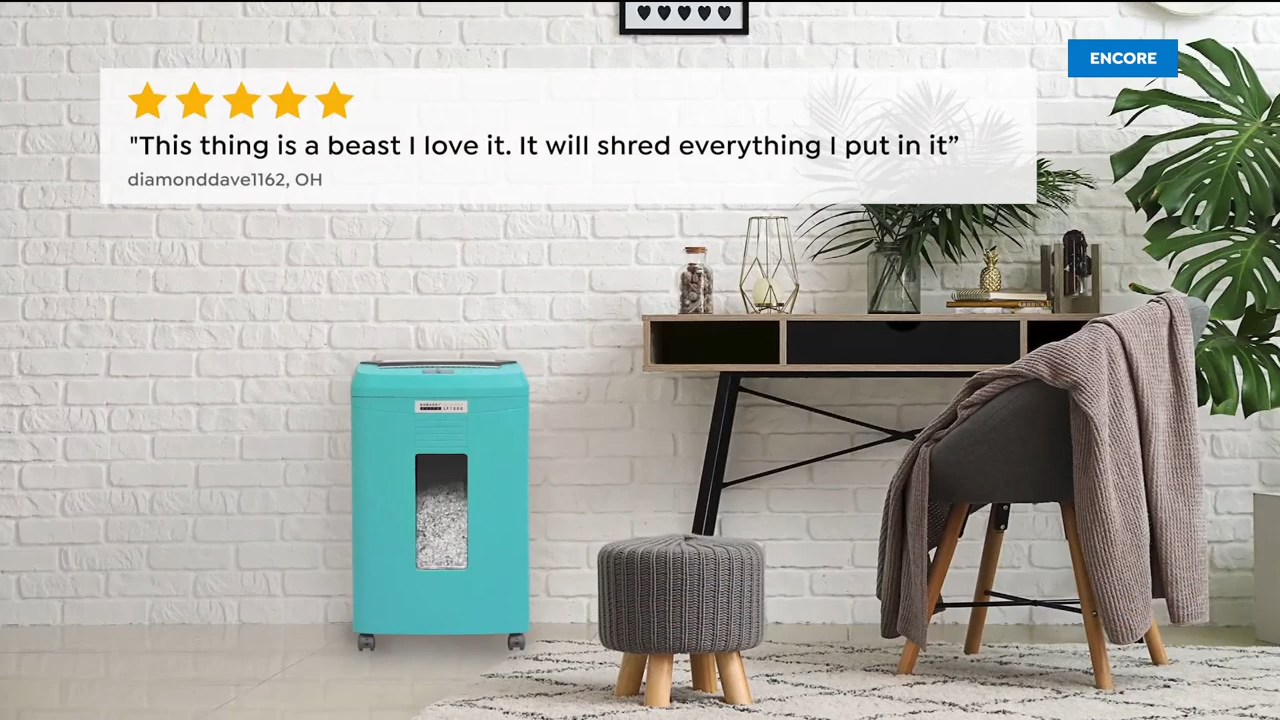 ENCORE
"This thing is a beast I love it. It will shred everything I put in it”
diamonddave1162, OH